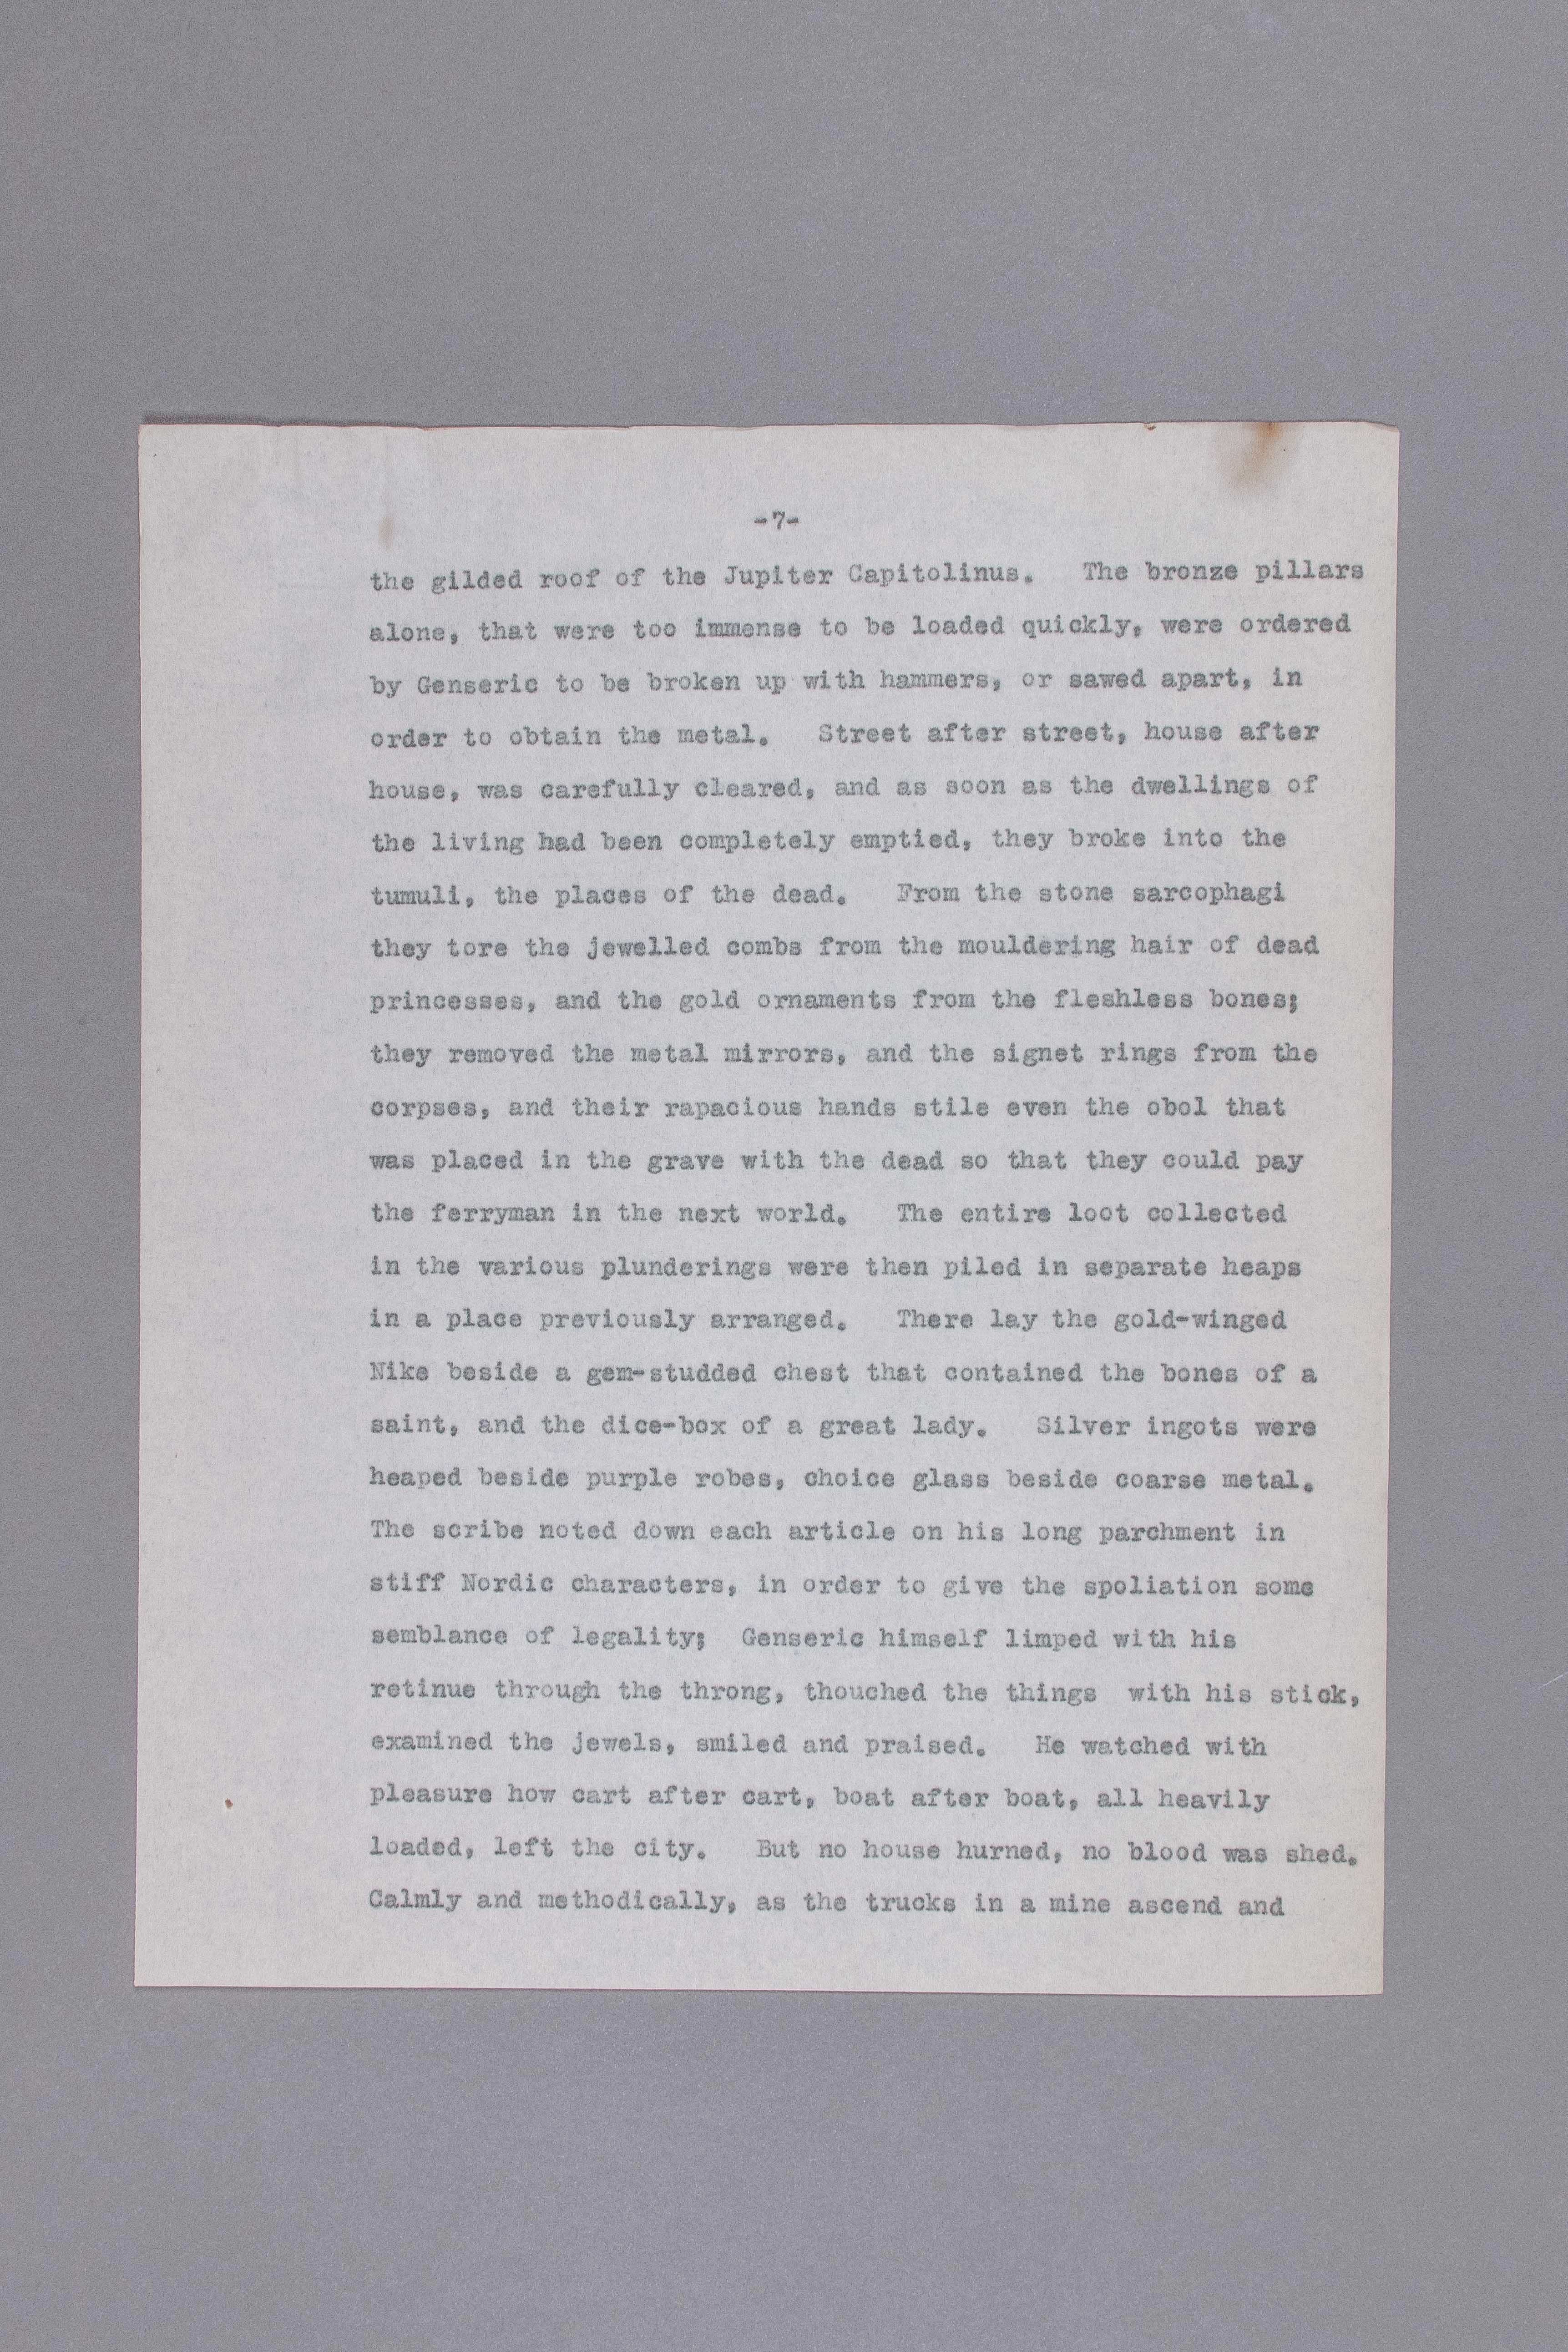 -7-
the gilded roof of the Jupiter Capitolinus. The bronze pillars
alone, that were too immense to be loaded quickly, were ordered
by Genseric to be broken up with hammers, or sawed apart, in
order to obtain the metal. Street after street, house after
house, was carefully cleared, and as soon as the dwellings of
the living had been completely emptied, they broke into the
tumuli, the places of the dead. From the stone sarcophagi
they tore the jewelled combs from the mouldering hair of dead
princesses, and the gold ornaments from the fleshless bones;
they removed the metal mirrors, and the signet rings from the
corpses, and their rapacious hands stile even the obol that
was placed in the grave with the dead so that they could pay
the ferryman in the next world. The entire loot collected
in the various plunderings were then piled in separate heaps
in a place previously arranged. There lay the gold-winged
Nike beside a gem-studded chest that contained the bones of a
saint, and the dice-box of a great lady. Silver ingots were
heaped beside purple robes, choice glass beside coarse metal.
The scribe noted down each article on his long parchment in
stiff Nordic characters, in order to give the spoliation some
semblance of legality; Genseric himself limped with his
retinue through the throng, thouched the things with his stick,
examined the jewels, smiled and praised. He watched with
pleasure how cart after cart, boat after boat, all heavily
loaded, left the city. But no house hurned, no blood was shed.
Calmly and methodically, as the trucks in a mine ascend and